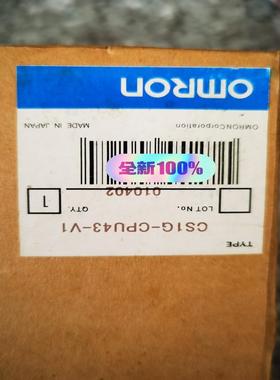 OMRON
OMRON Corporation MADE IN JAPAN
全新100%
LOT No. 010402 QTY. 1
TYPE CS1G-CPU43-V1